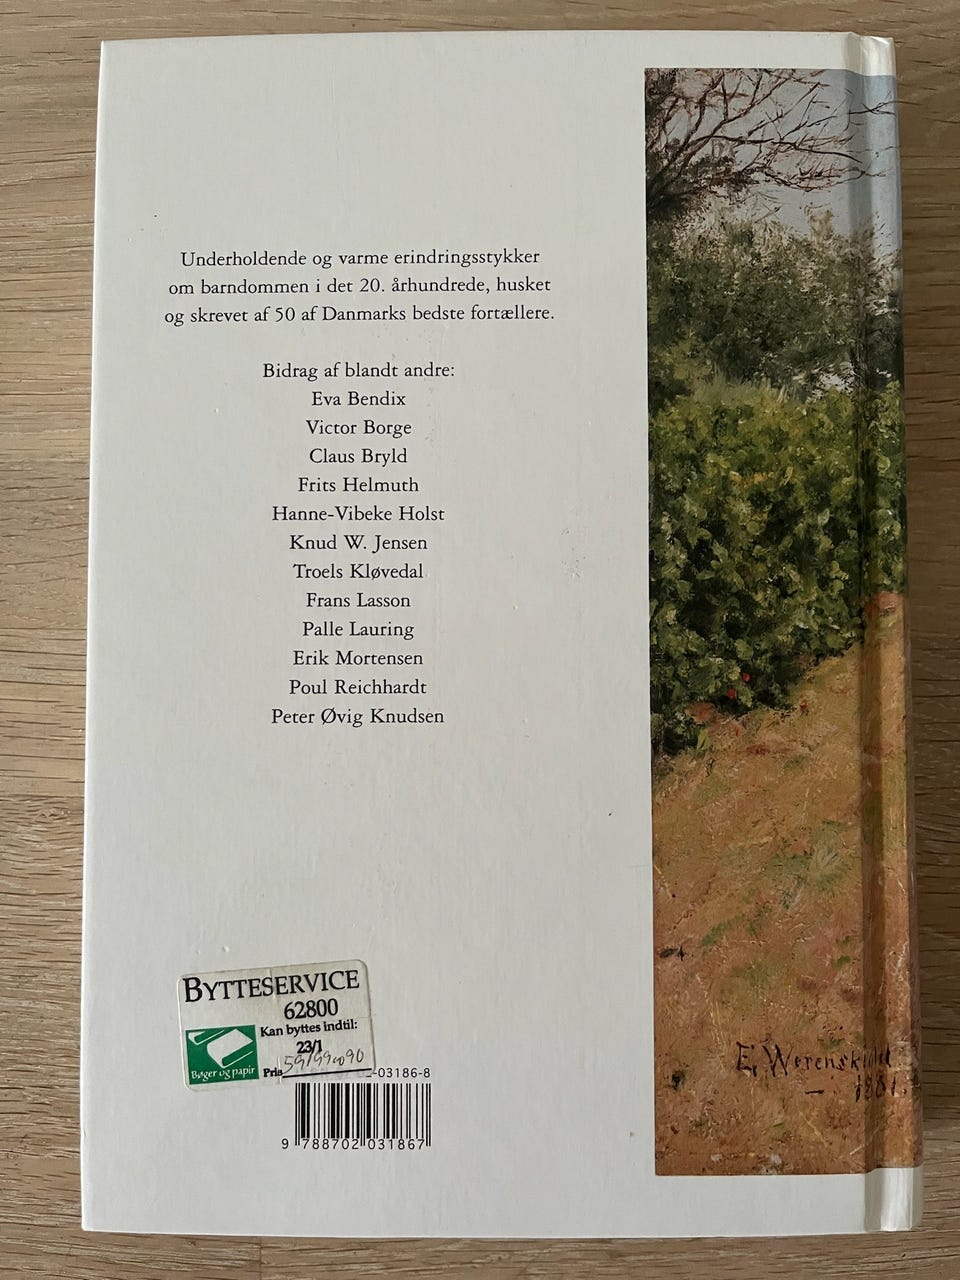 Underholdende og varme erindringsstykker
om barndommen i det 20. århundrede, husket
og skrevet af 50 af Danmarks bedste fortællere.
Bidrag af blandt andre:
Eva Bendix
Victor Borge
Claus Bryld
Frits Helmuth
Hanne-Vibeke Holst
Knud W. Jensen
Troels Kløvedal
Frans Lasson
Palle Lauring
Erik Mortensen
Poul Reichhardt
Peter Øvig Knudsen
BYTTESERVICE
62800
Kan byttes indtil:
23/1
Bøger og papir
Pris
-03186-8
9 788702 031867
E. Werenskiold